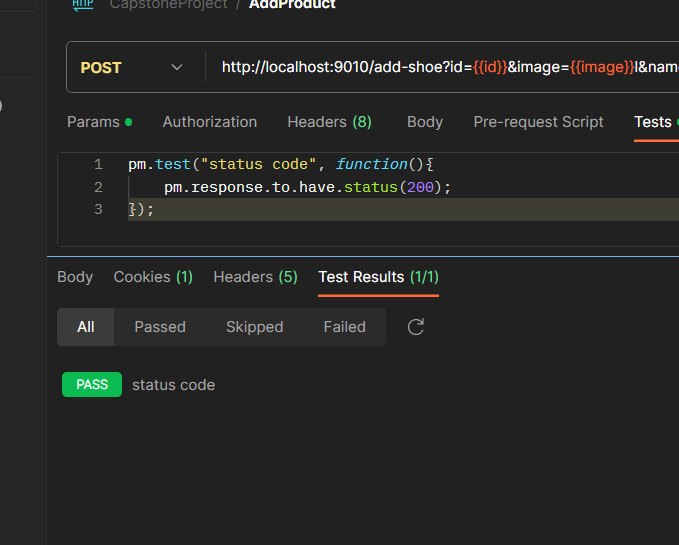 HTTP CapstoneProject / AddProduct
POST http://localhost:9010/add-shoe?id={{id}}&image={{image}}l&name
Params Authorization Headers (8) Body Pre-request Script Tests
1 pm.test("status code", function(){
2 pm.response.to.have.status(200);
3 });
Body Cookies (1) Headers (5) Test Results (1/1)
All Passed Skipped Failed
PASS status code